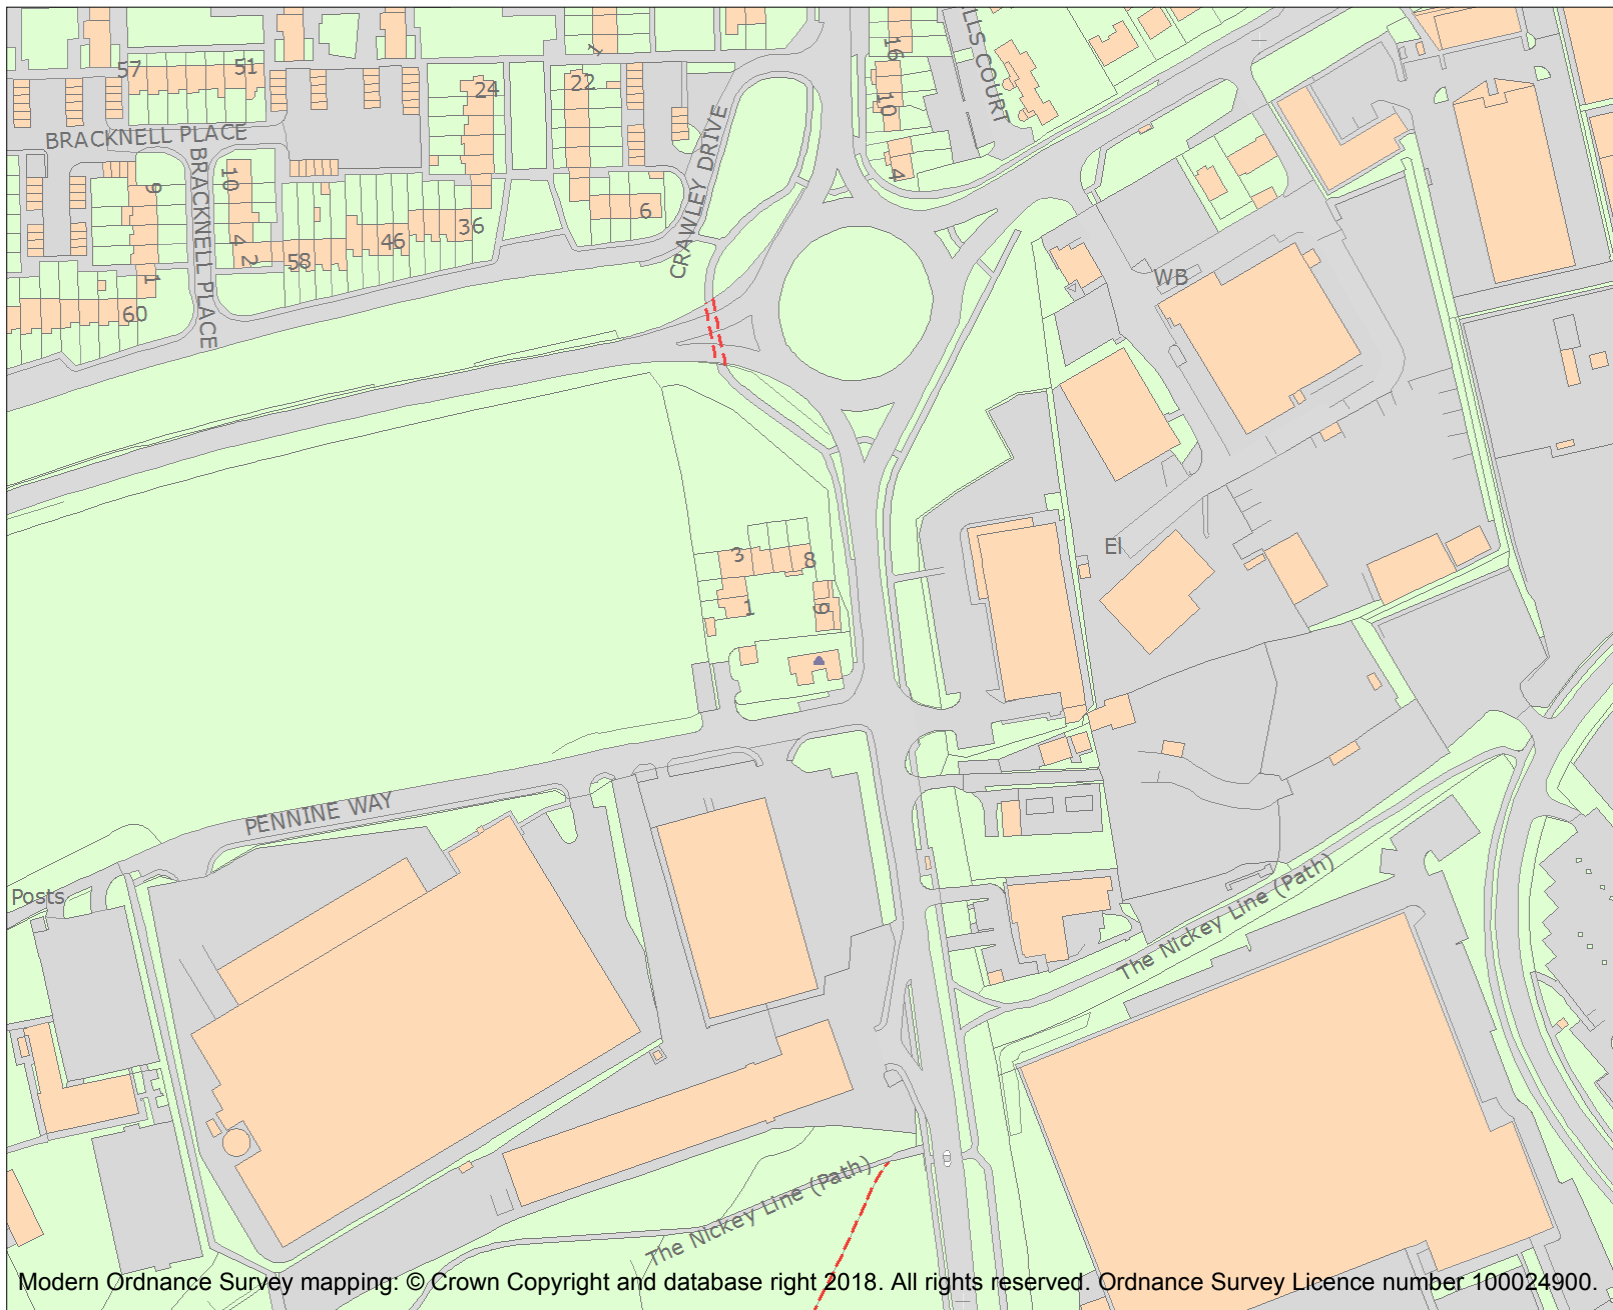 57
51
1
16
LLS COURT
24
22
10
BRACKNELL PLACE
CRAWLEY DRIVE
4
9
10
BRACKNELL PLACE
6
36
46
4
2
58
1
60
WB
El
3
8
1
9
PENNINE WAY
Posts
The Nickey Line (Path)
The Nickey Line (Path)
Modern Ordnance Survey mapping: © Crown Copyright and database right 2018. All rights reserved. Ordnance Survey Licence number 100024900.